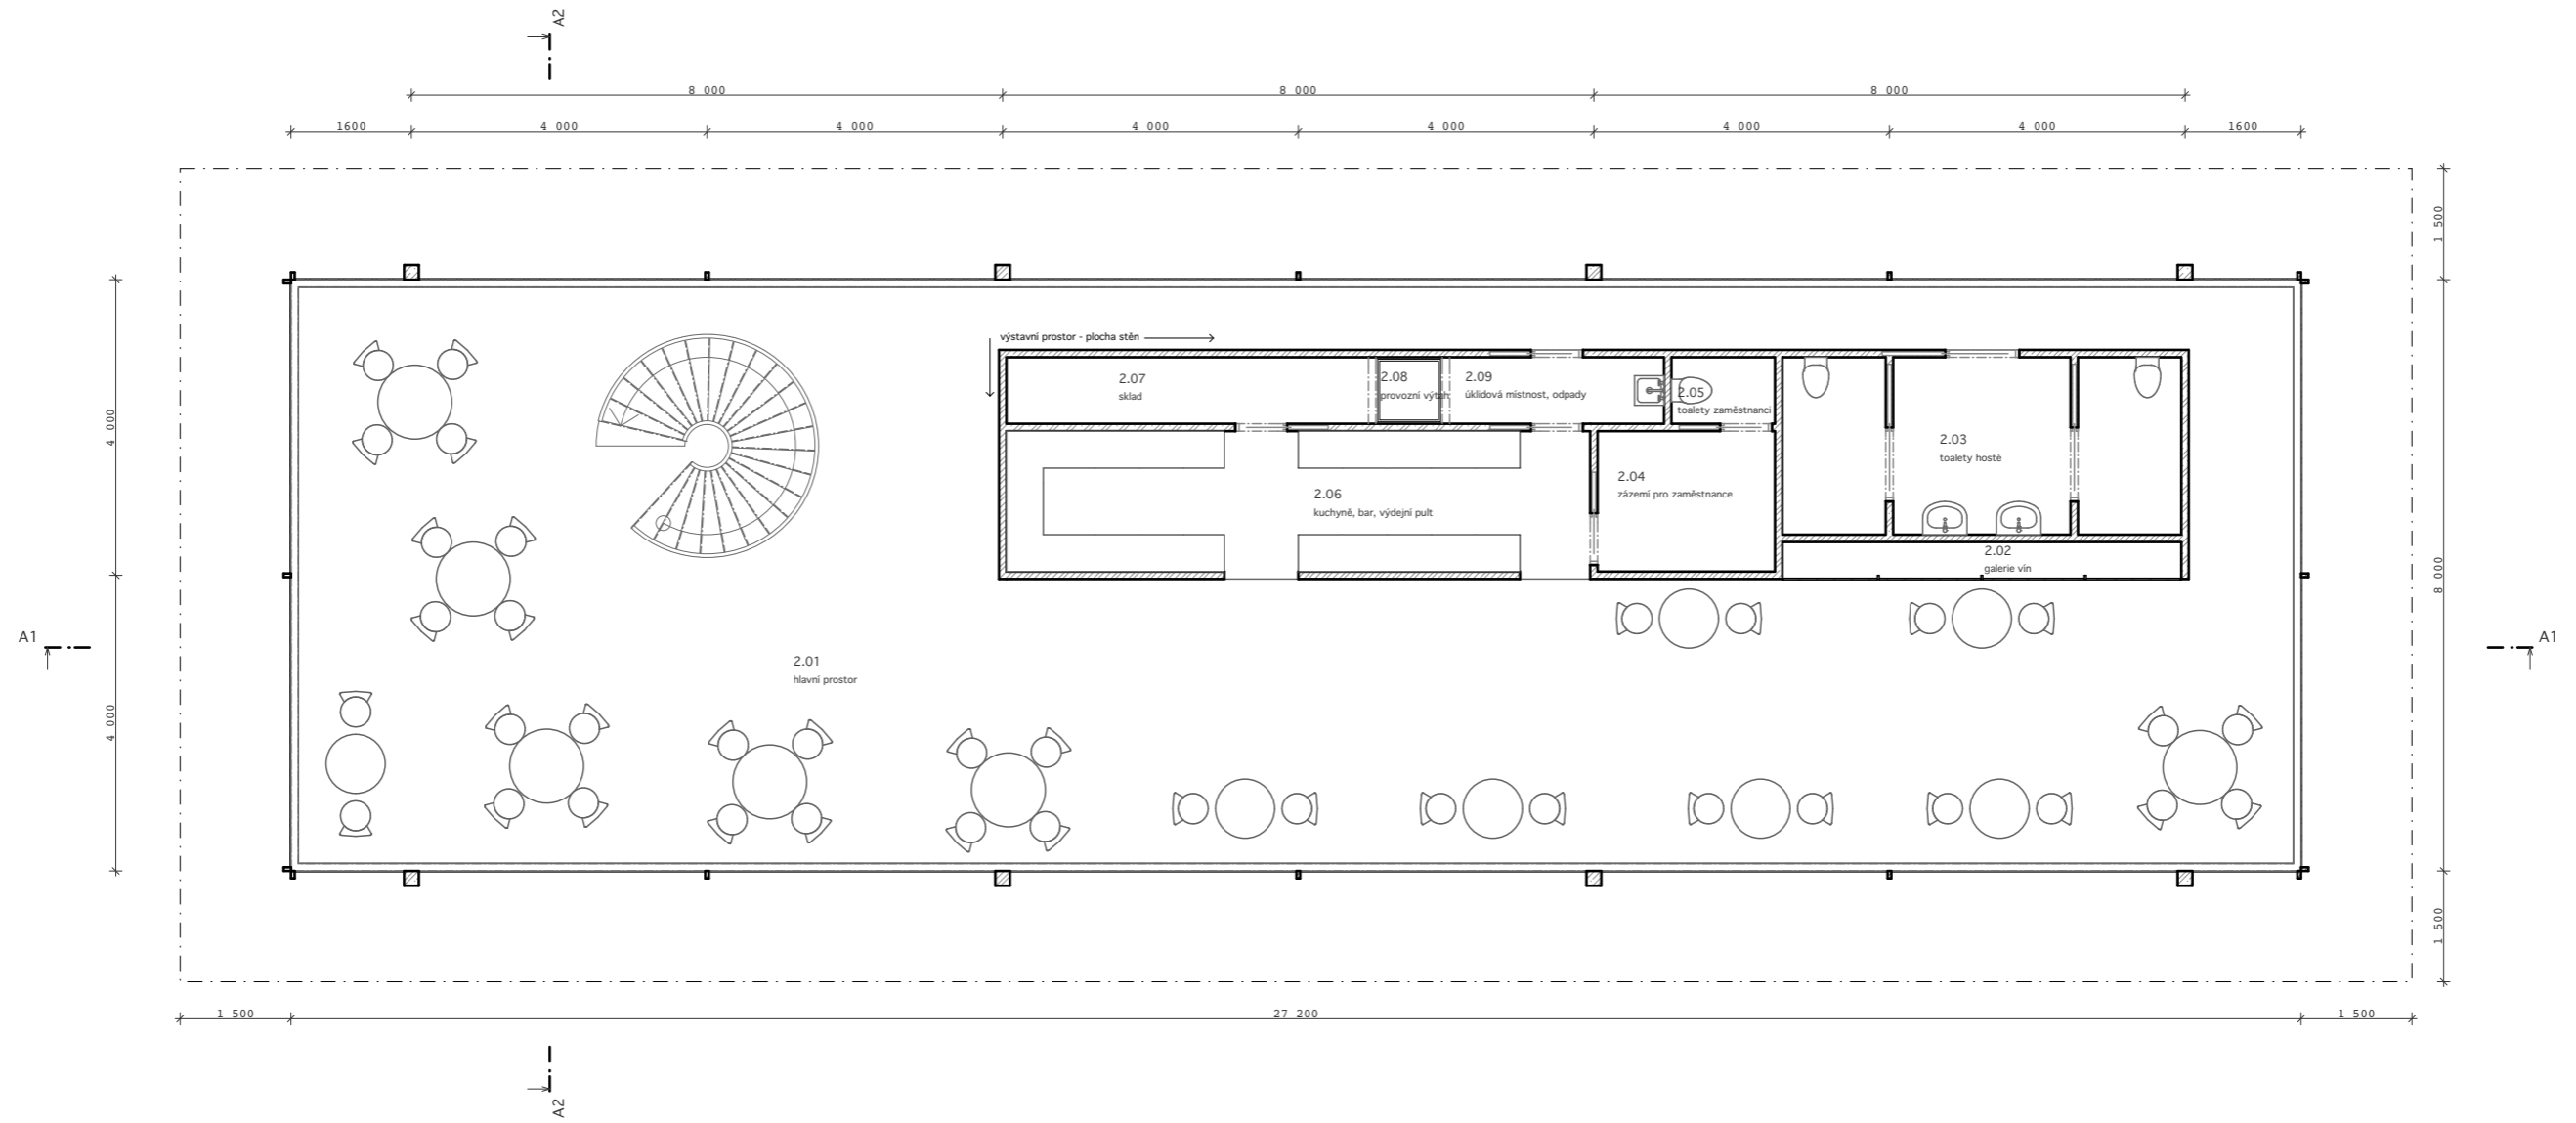 A2
8 000
8 000
8 000
1600
4 000
4 000
4 000
4 000
4 000
4 000
1600
1 500
výstavní prostor - plocha stěn
2.07
sklad
2.08
provozní výtah
2.09
úklidová místnost, odpady
2.05
toalety zaměstnanci
4 000
2.03
toalety hosté
2.04
zázemí pro zaměstnance
2.06
kuchyně, bar, výdejní pult
2.02
galerie vín
8 000
A1
A1
2.01
hlavní prostor
4 000
1 500
1 500
27 200
1 500
A2